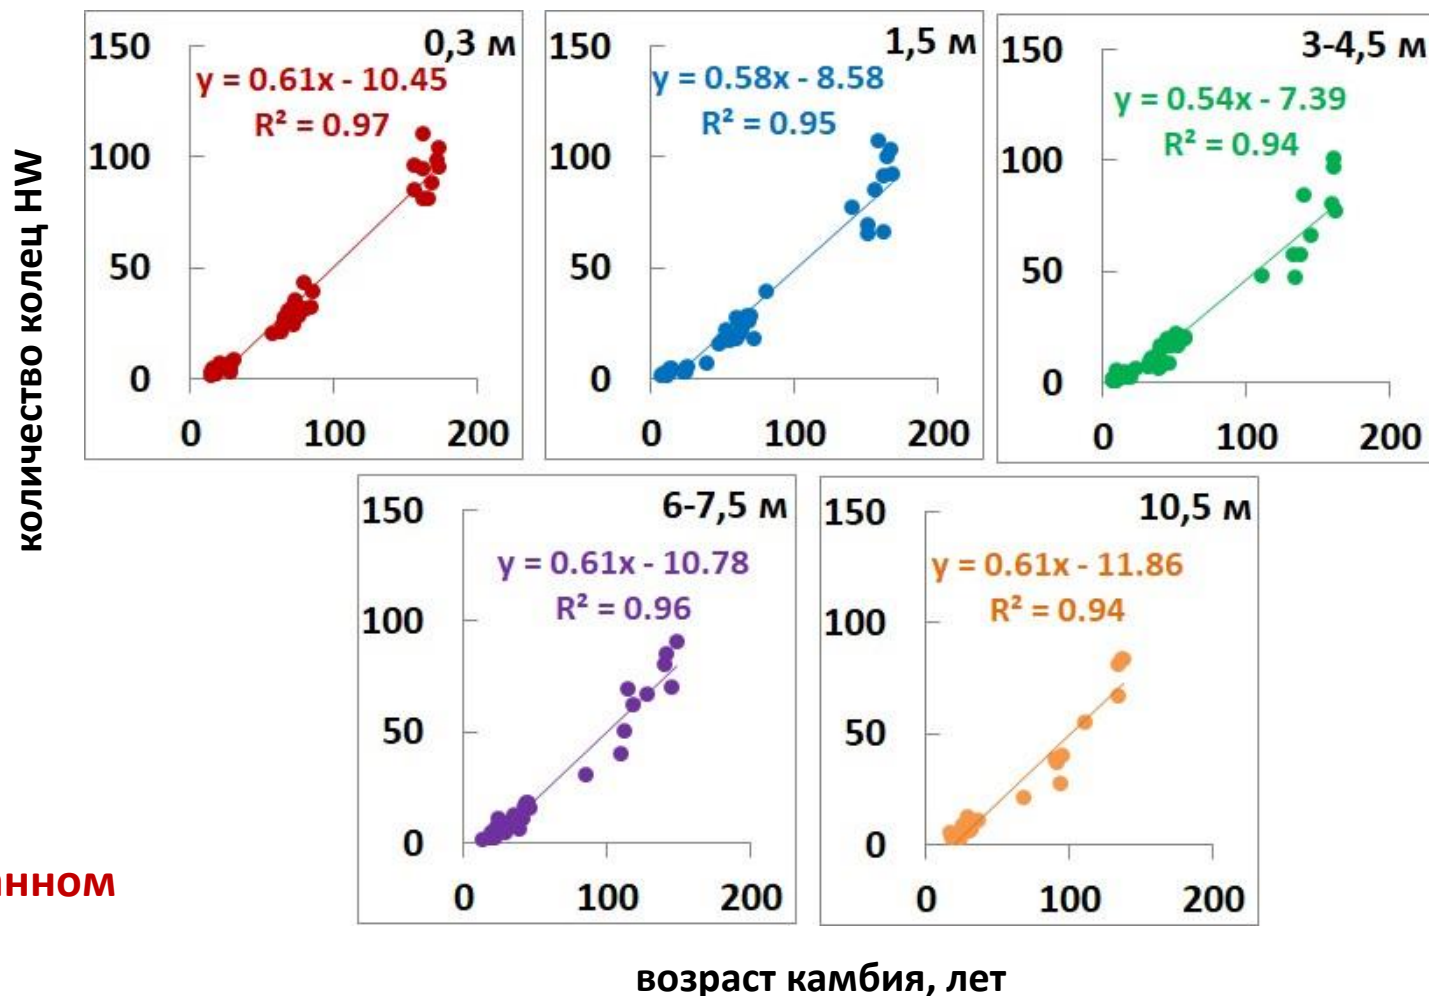 количество колец HW
0,3 м
y = 0.61x - 10.45
R² = 0.97
150
100
50
0
0 100 200
1,5 м
y = 0.58x - 8.58
R² = 0.95
150
100
50
0
0 100 200
3-4,5 м
y = 0.54x - 7.39
R² = 0.94
150
100
50
0
0 100 200
6-7,5 м
y = 0.61x - 10.78
R² = 0.96
150
100
50
0
0 100 200
10,5 м
y = 0.61x - 11.86
R² = 0.94
150
100
50
0
0 100 200
нном
возраст камбия, лет